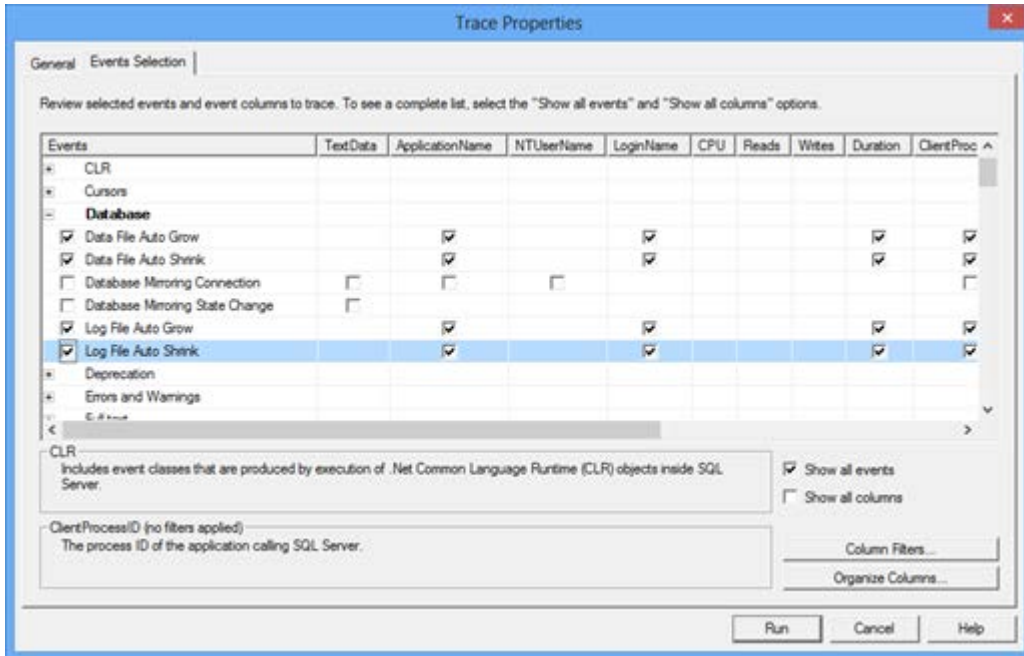 Trace Properties
General Events Selection
Review selected events and event columns to trace. To see a complete list, select the "Show all events" and "Show all columns" options.
Events TextData ApplicationName NTUserName LoginName CPU Reads Writes Duration ClientProc
CLR
Cursors
Database
Data File Auto Grow
Data File Auto Shrink
Database Mirroring Connection
Database Mirroring State Change
Log File Auto Grow
Log File Auto Shrink
Deprecation
Errors and Warnings
CLR
Includes event classes that are produced by execution of .Net Common Language Runtime (CLR) objects inside SQL
Server.
Show all events
Show all columns
ClientProcessID (no filters applied)
The process ID of the application calling SQL Server.
Column Filters...
Organize Columns...
Run Cancel Help